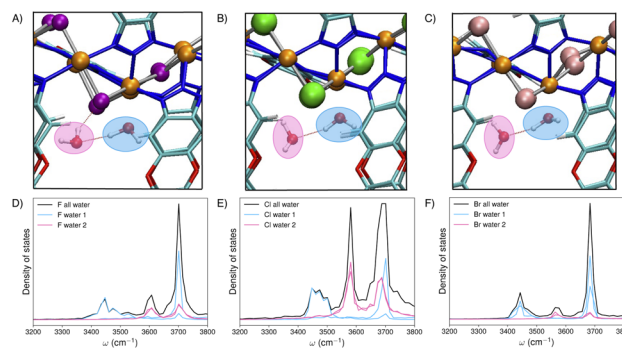 A)
B)
C)
D)
F all water
F water 1
F water 2
Density of states
3200 3300 3400 3500 3600 3700 3800
ω (cm⁻¹)
E)
Cl all water
Cl water 1
Cl water 2
Density of states
3200 3300 3400 3500 3600 3700 3800
ω (cm⁻¹)
F)
Br all water
Br water 1
Br water 2
Density of states
3200 3300 3400 3500 3600 3700 3800
ω (cm⁻¹)